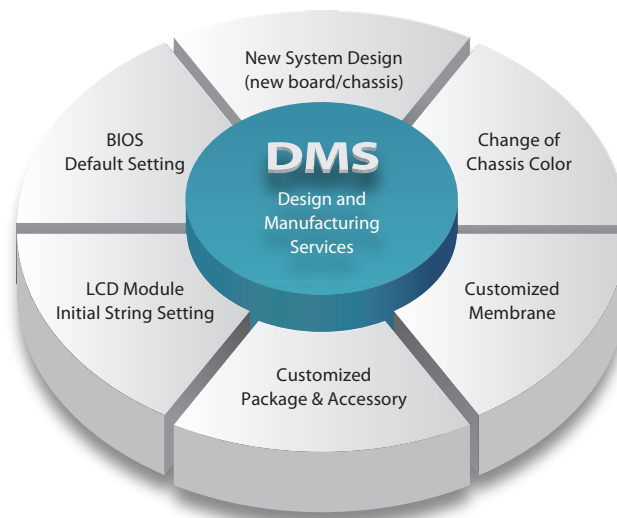 New System Design
(new board/chassis)
BIOS
Default Setting
Change of
Chassis Color
DMS
Design and
Manufacturing
Services
LCD Module
Initial String Setting
Customized
Membrane
Customized
Package & Accessory